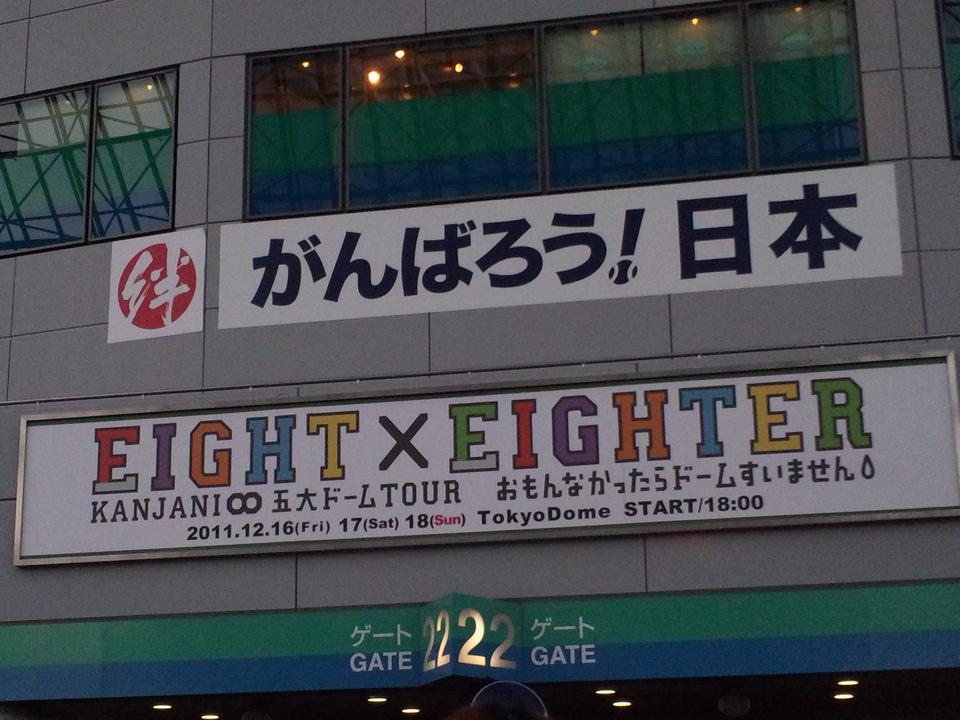 絆
がんばろう!日本
EIGHT×EIGHTER
KANJANI∞ 五大ドームTOUR おもんなかったらドームすいません
2011.12.16(Fri) 17(Sat) 18(Sun) TokyoDome START/18:00
ゲート 22 22 ゲート
GATE GATE